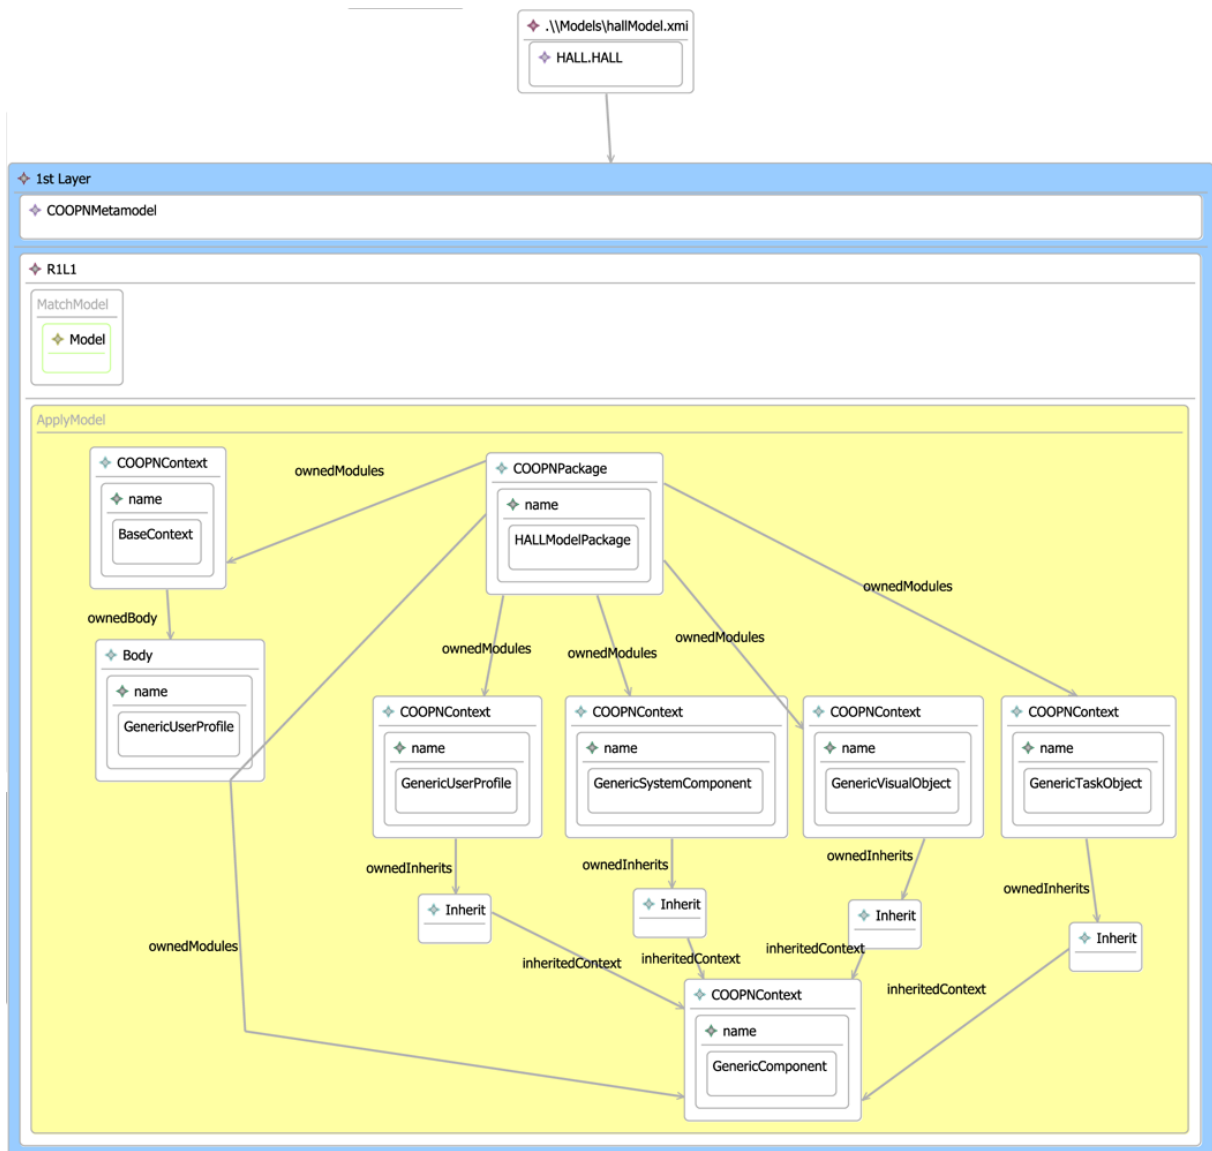 .\\Models\hallModel.xmi
HALL.HALL
1st Layer
COOPNMetamodel
R1L1
MatchModel
Model
ApplyModel
COOPNContext
name
BaseContext
ownedModules
COOPNPackage
name
HALLModelPackage
ownedModules
ownedBody
ownedModules
ownedModules
ownedModules
Body
name
GenericUserProfile
COOPNContext
name
GenericUserProfile
COOPNContext
name
GenericSystemComponent
COOPNContext
name
GenericVisualObject
COOPNContext
name
GenericTaskObject
ownedInherits
ownedInherits
ownedInherits
ownedInherits
Inherit
Inherit
Inherit
Inherit
ownedModules
inheritedContext
inheritedContext
inheritedContext
inheritedContext
COOPNContext
name
GenericComponent